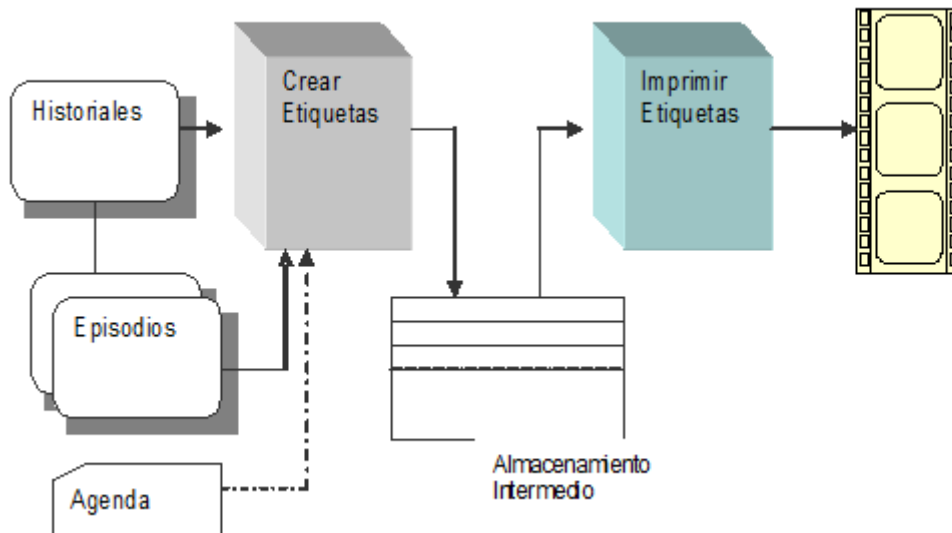 Historiales
Crear
Etiquetas
Imprimir
Etiquetas
Episodios
Agenda
Almacenamiento
Intermedio